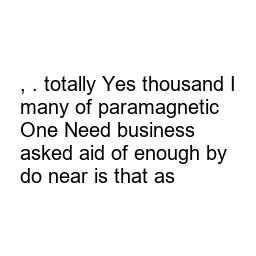 , . totally Yes thousand I
many of paramagnetic
One Need business
asked aid of enough by
do near is that as